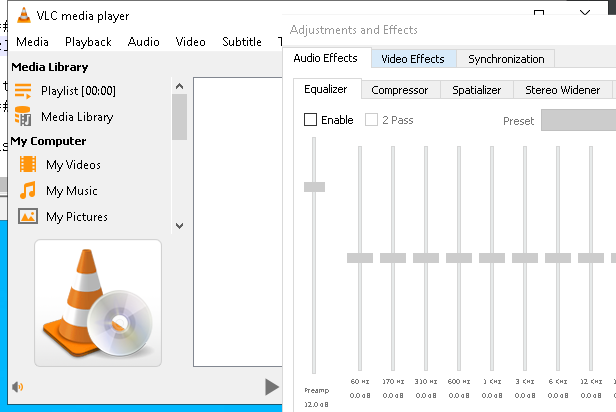 VLC media player
Adjustments and Effects
Media Playback Audio Video Subtitle
Audio Effects Video Effects Synchronization
Media Library
Equalizer Compressor Spatializer Stereo Widener
Playlist [00:00]
Media Library
Enable 2 Pass Preset
My Computer
My Videos
My Music
My Pictures
60 Hz 170 Hz 310 Hz 600 Hz 1 KHz 3 KHz 6 KHz 12 KHz
Preamp 0.0 dB 0.0 dB 0.0 dB 0.0 dB 0.0 dB 0.0 dB 0.0 dB 0.0 dB
12.0 dB